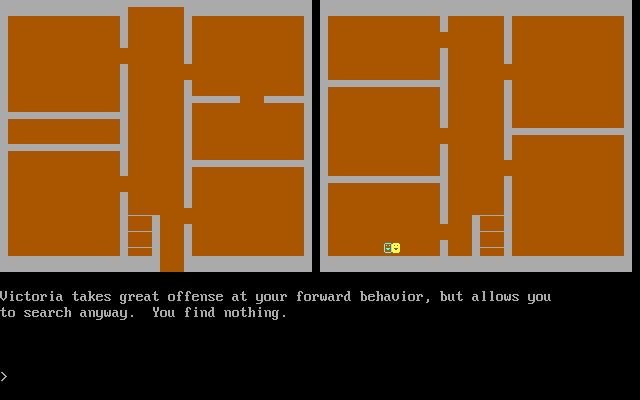 Victoria takes great offense at your forward behavior, but allows you
to search anyway.  You find nothing.
>